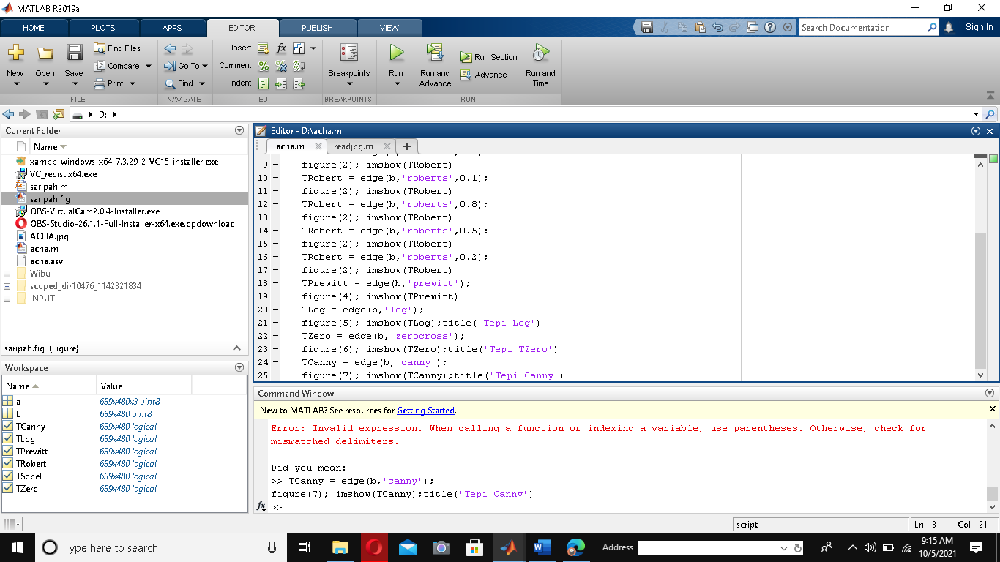 MATLAB R2019a
HOME PLOTS APPS EDITOR PUBLISH VIEW Search Documentation Sign In
New Open Save Find Files Compare Print
Go To Find
Insert fx
Comment
Indent
Breakpoints
Run Run and Advance Run Section Advance Run and Time
FILE NAVIGATE EDIT BREAKPOINTS RUN
D:
Current Folder
Name
xampp-windows-x64-7.3.29-2-VC15-installer.exe
VC_redist.x64.exe
saripah.m
saripah.fig
OBS-VirtualCam2.0.4-Installer.exe
OBS-Studio-26.1.1-Full-Installer-x64.exe.opdownload
ACHA.jpg
acha.m
acha.asv
Wibu
scoped_dir10476_1142321834
INPUT
saripah.fig (Figure)
Workspace
Name Value
a 639x480x3 uint8
b 639x480 uint8
TCanny 639x480 logical
TLog 639x480 logical
TPrewitt 639x480 logical
TRobert 639x480 logical
TSobel 639x480 logical
TZero 639x480 logical
Editor - D:\acha.m
acha.m readjpg.m
9 - figure(2); imshow(TRobert)
10 - TRobert = edge(b,'roberts',0.1);
11 - figure(2); imshow(TRobert)
12 - TRobert = edge(b,'roberts',0.8);
13 - figure(2); imshow(TRobert)
14 - TRobert = edge(b,'roberts',0.5);
15 - figure(2); imshow(TRobert)
16 - TRobert = edge(b,'roberts',0.2);
17 - figure(2); imshow(TRobert)
18 - TPrewitt = edge(b,'prewitt');
19 - figure(4); imshow(TPrewitt)
20 - TLog = edge(b,'log');
21 - figure(5); imshow(TLog);title('Tepi Log')
22 - TZero = edge(b,'zerocross');
23 - figure(6); imshow(TZero);title('Tepi TZero')
24 - TCanny = edge(b,'canny');
25 - figure(7); imshow(TCanny);title('Tepi Canny')
Command Window
New to MATLAB? See resources for Getting Started.
Error: Invalid expression. When calling a function or indexing a variable, use parentheses. Otherwise, check for
mismatched delimiters.
Did you mean:
>> TCanny = edge(b,'canny');
figure(7); imshow(TCanny);title('Tepi Canny')
fx >>
script Ln 3 Col 21
Type here to search Address 9:15 AM
10/5/2021